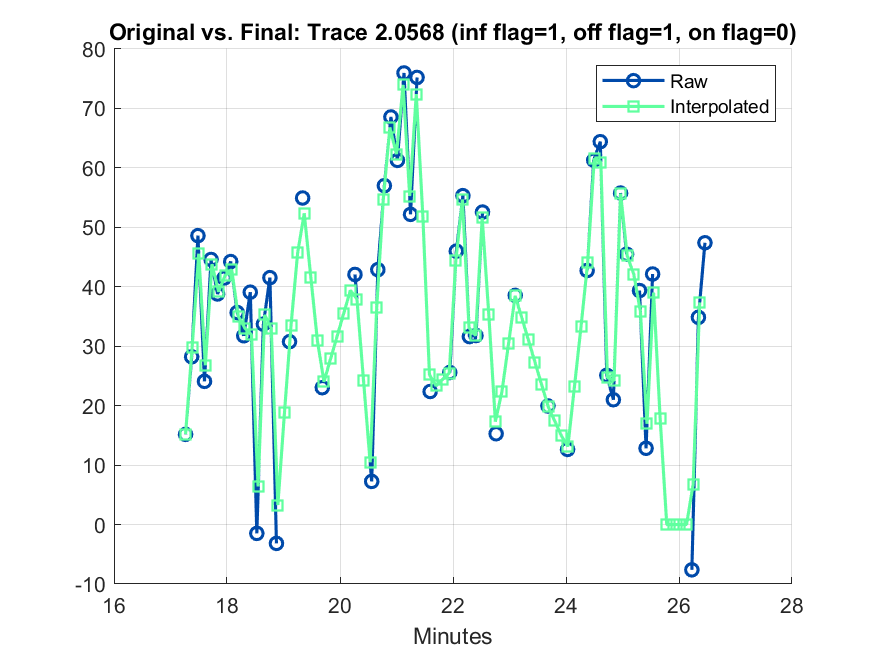 Original vs. Final: Trace 2.0568 (inf flag=1, off flag=1, on flag=0)
80
70
60
50
40
30
20
10
0
-10
Raw
Interpolated
16 18 20 22 24 26 28
Minutes